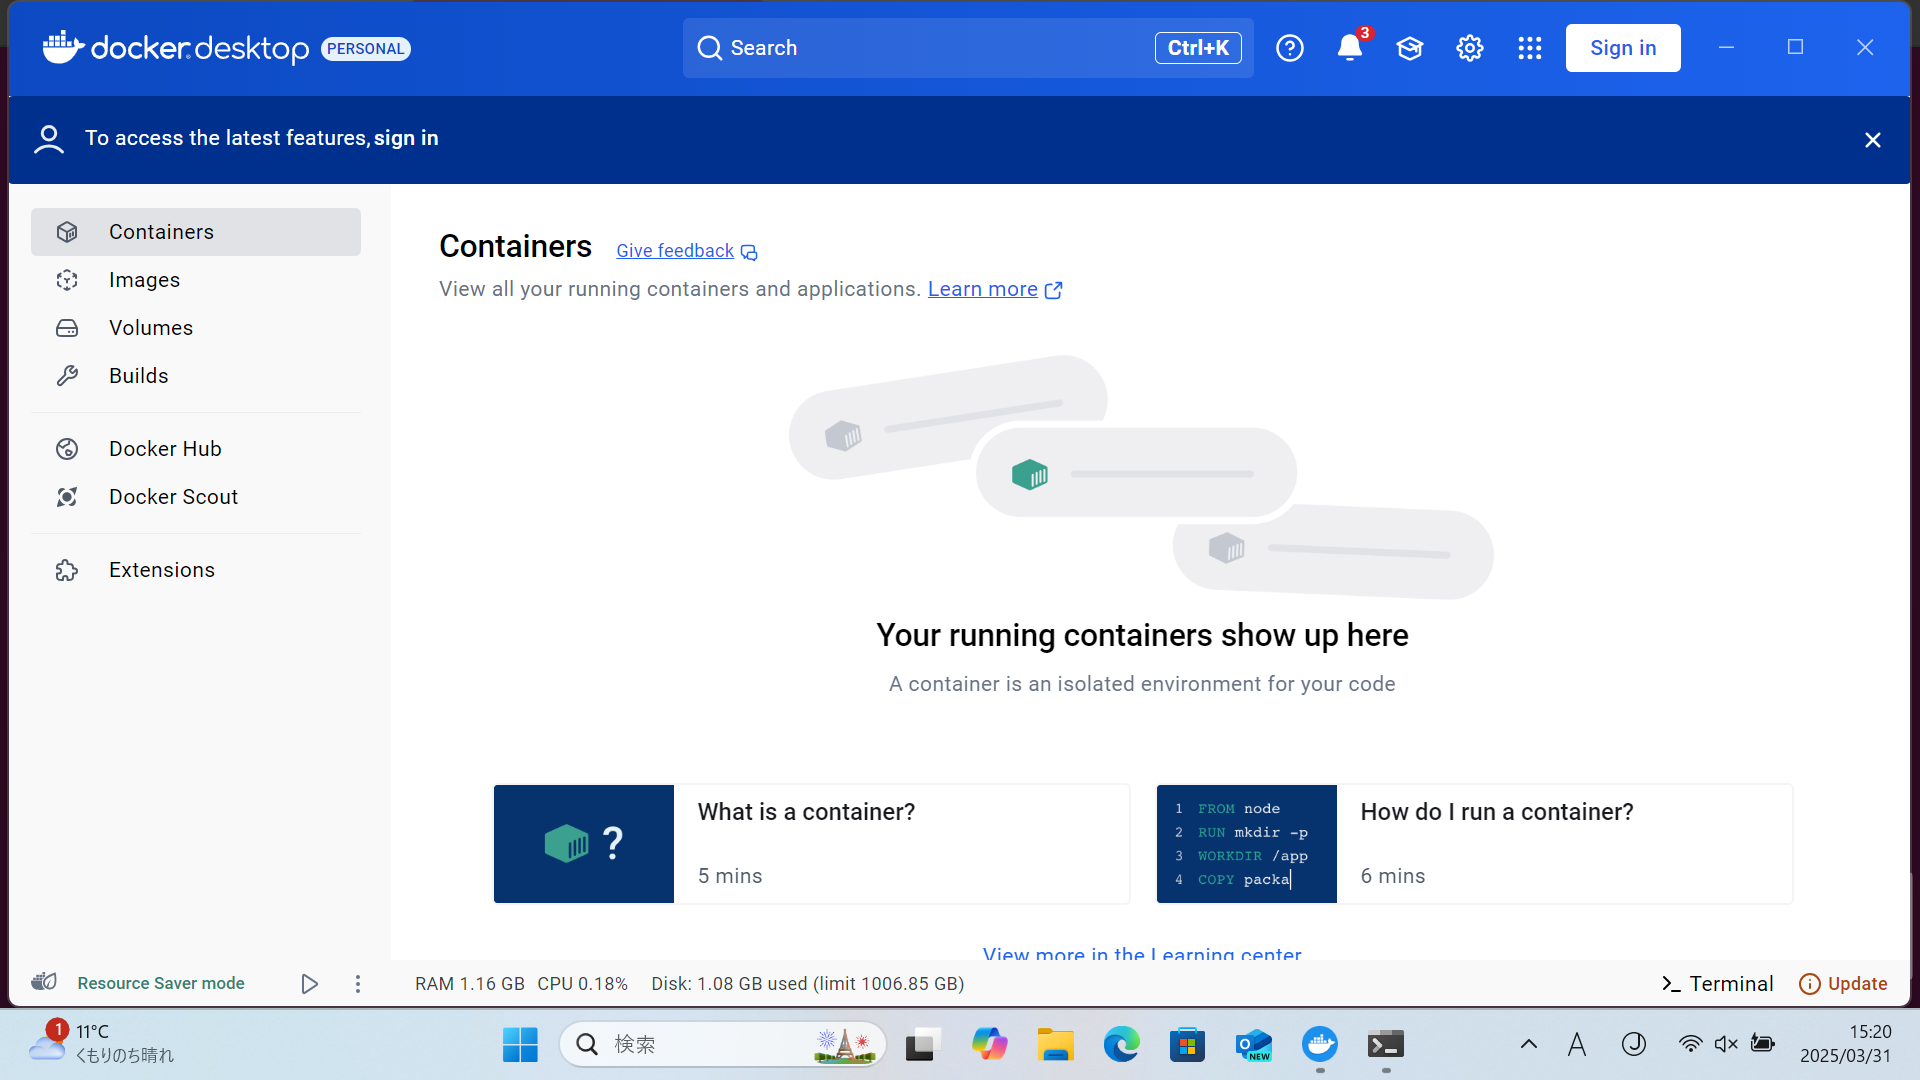 docker desktop PERSONAL
Search
Ctrl+K
3
Sign in
To access the latest features, sign in
Containers
Images
Volumes
Builds
Docker Hub
Docker Scout
Extensions
Containers Give feedback
View all your running containers and applications. Learn more
Your running containers show up here
A container is an isolated environment for your code
?
What is a container?
5 mins
1 FROM node
2 RUN mkdir -p
3 WORKDIR /app
4 COPY packa
How do I run a container?
6 mins
View more in the Learning center
Resource Saver mode
RAM 1.16 GB CPU 0.18% Disk: 1.08 GB used (limit 1006.85 GB)
Terminal
Update
1
11°C
くもりのち晴れ
検索
NEW
A
J
15:20
2025/03/31